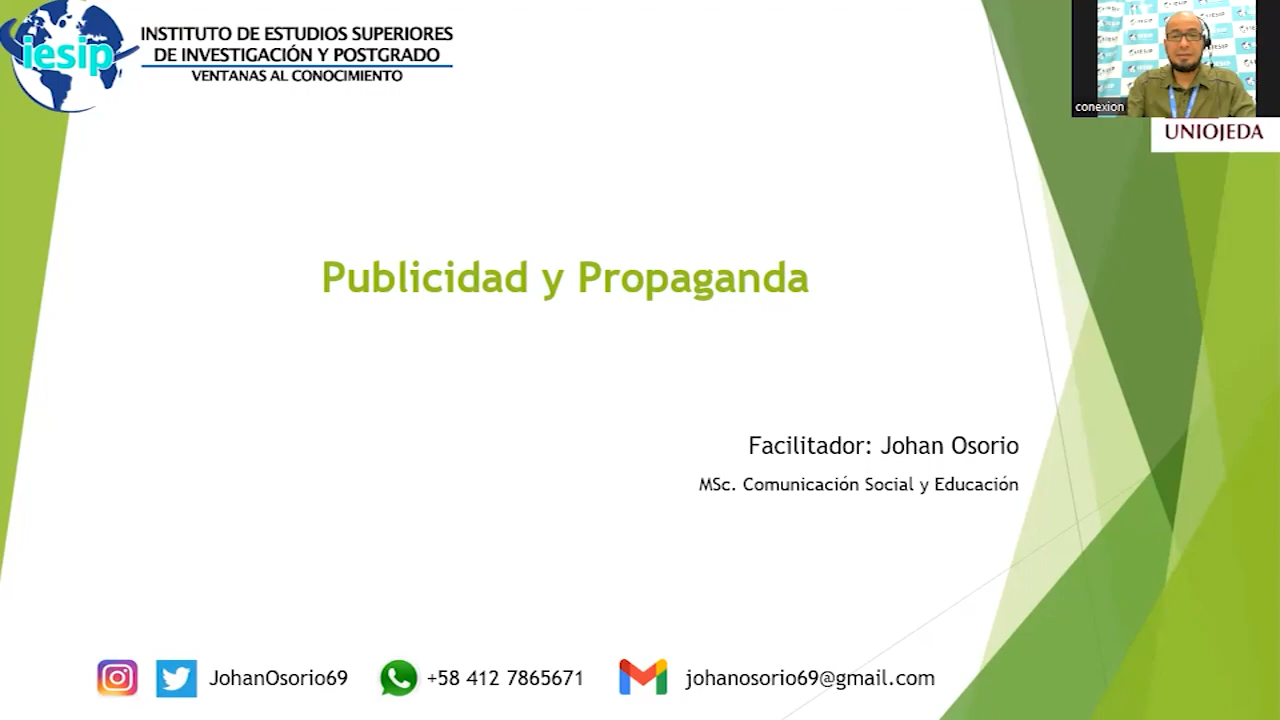 iesip
INSTITUTO DE ESTUDIOS SUPERIORES
DE INVESTIGACIÓN Y POSTGRADO
VENTANAS AL CONOCIMIENTO
conexion
UNIOJEDA
Publicidad y Propaganda
Facilitador: Johan Osorio
MSc. Comunicación Social y Educación
JohanOsorio69
+58 412 7865671
johanosorio69@gmail.com